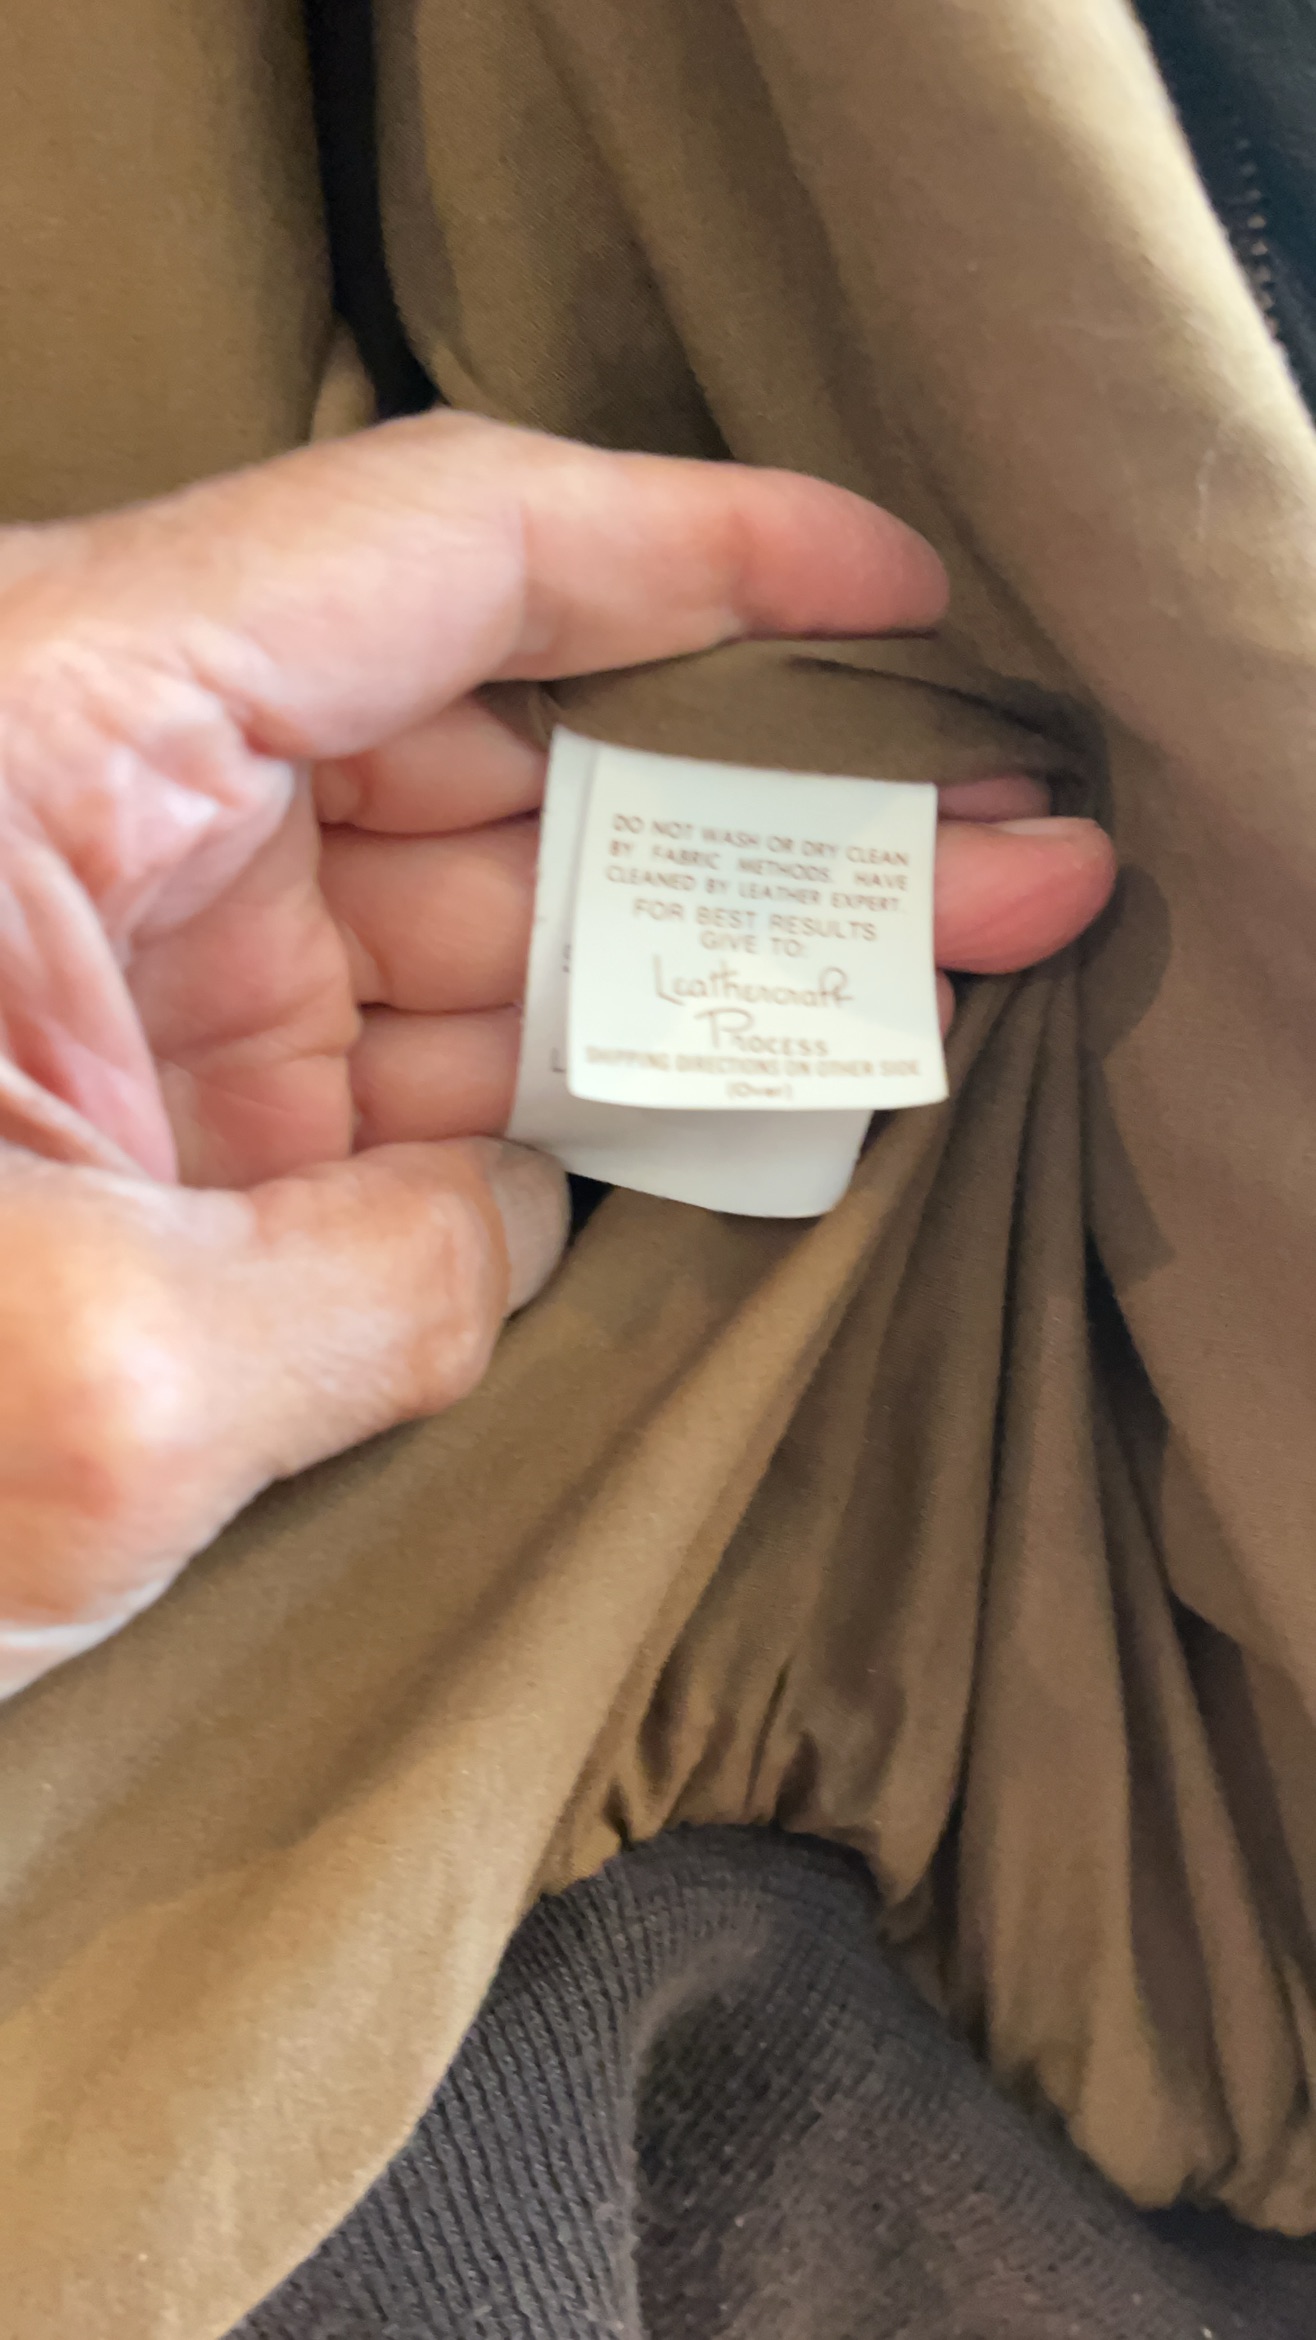 DO NOT WASH OR DRY CLEAN
BY FABRIC METHODS. HAVE
CLEANED BY LEATHER EXPERT.
FOR BEST RESULTS
GIVE TO:
Leathercraft
Process
SHIPPING DIRECTIONS ON OTHER SIDE
(Over)